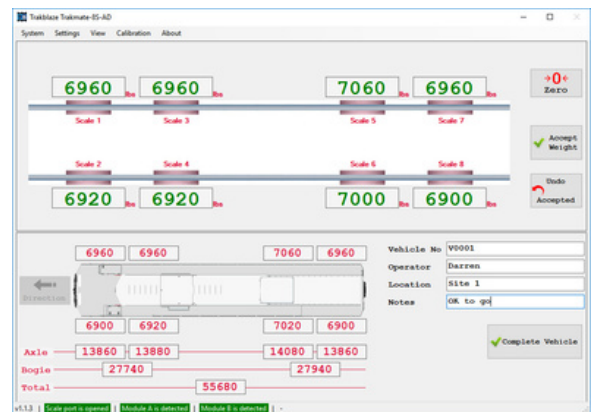 Trakblaze Trakmate-8S-AD
System Settings View Calibration About
6960 lbs 6960 lbs 7060 lbs 6960 lbs
→0←
Zero
Scale 1 Scale 3 Scale 5 Scale 7
Accept
Weight
Scale 2 Scale 4 Scale 6 Scale 8
6920 lbs 6920 lbs 7000 lbs 6900 lbs
Undo
Accepted
6960 6960 7060 6960
Vehicle No V0001
Operator Darren
Location Site 1
Notes OK to go
Direction
6900 6920 7020 6900
Complete Vehicle
Axle 13860 13880 14080 13860
Bogie 27740 27940
Total 55680
v1.1.3 | Scale port is opened | Module A is detected | Module B is detected | -